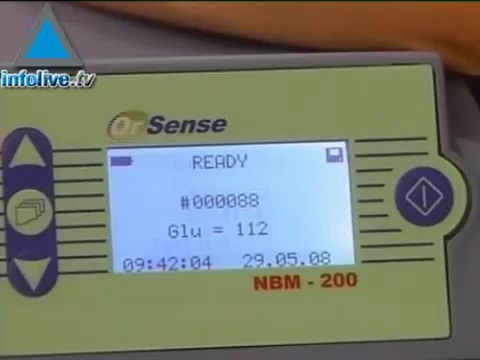 infolive.tv
OrSense
READY
#000088
Glu = 112
09:42:04 29.05.08
NBM - 200